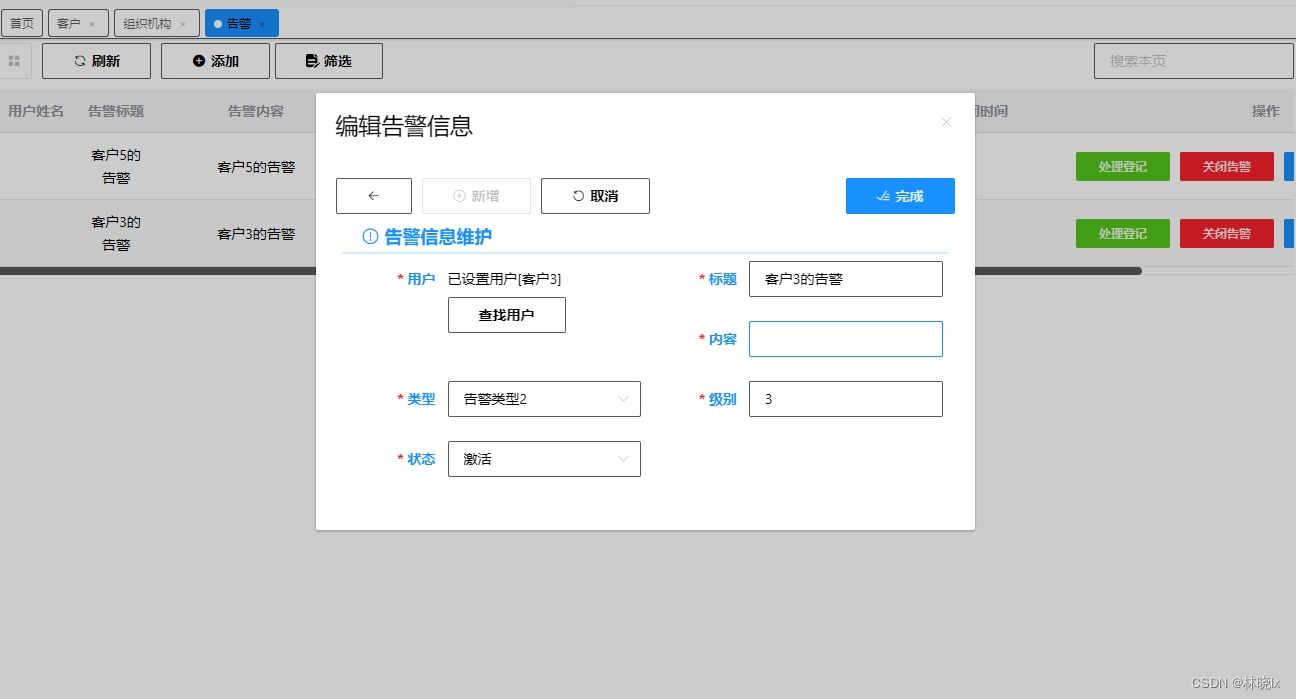 首页 客户 × 组织机构 × 告警 ×
刷新 添加 筛选 搜索本页
用户姓名 告警标题 告警内容 时间 操作
客户5的
告警 客户5的告警 处理登记 关闭告警
客户3的
告警 客户3的告警 处理登记 关闭告警
编辑告警信息
← 新增 取消 完成
告警信息维护
* 用户 已设置用户[客户3] * 标题 客户3的告警
查找用户
* 内容
* 类型 告警类型2 * 级别 3
* 状态 激活
CSDN @林晓lx